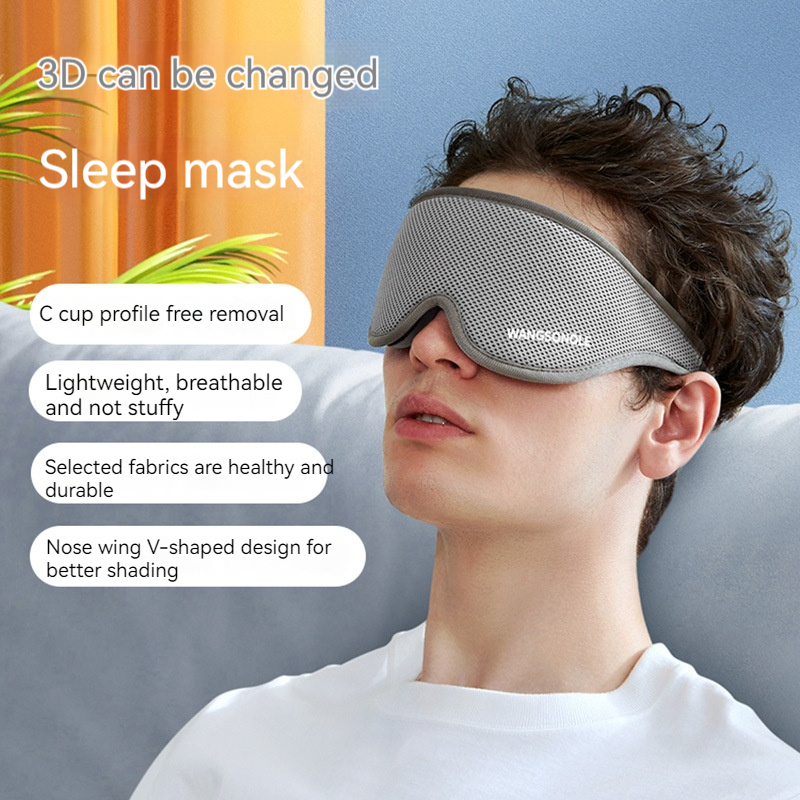 3D can be changed
Sleep mask
C cup profile free removal
Lightweight, breathable
and not stuffy
Selected fabrics are healthy and
durable
Nose wing V-shaped design for
better shading